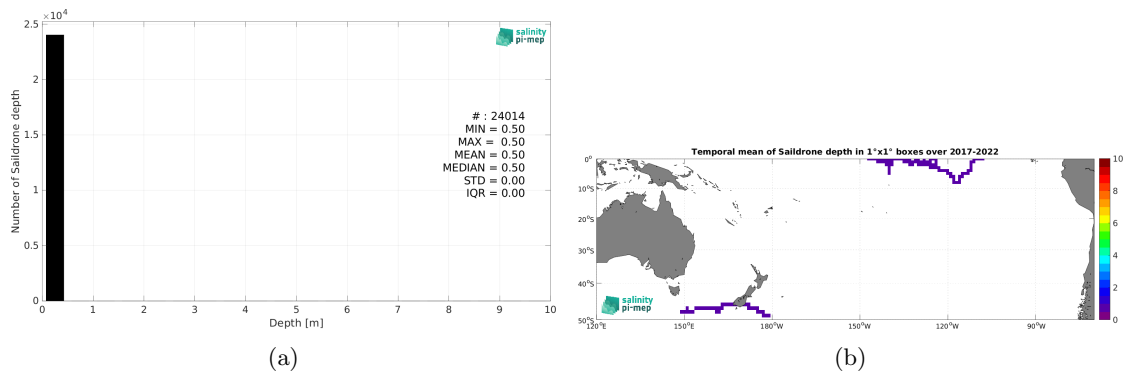 ×10⁴
2.5
2
1.5
1
0.5
0
Number of Saildrone depth
salinity
pi-mep
# : 24014
MIN = 0.50
MAX = 0.50
MEAN = 0.50
MEDIAN = 0.50
STD = 0.00
IQR = 0.00
0 1 2 3 4 5 6 7 8 9 10
Depth [m]
(a)
Temporal mean of Saildrone depth in 1°x1° boxes over 2017-2022
0°
10°S
20°S
30°S
40°S
50°S
120°E 150°E 180°W 150°W 120°W 90°W
salinity
pi-mep
10
8
6
4
2
0
(b)